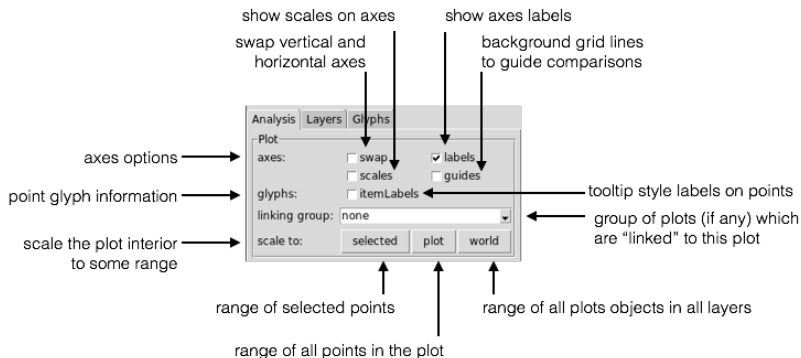 show scales on axes
show axes labels
swap vertical and
horizontal axes
background grid lines
to guide comparisons
Analysis Layers Glyphs
Plot
axes options
axes: swap labels
scales guides
point glyph information
glyphs: itemLabels
tooltip style labels on points
linking group: none
group of plots (if any) which
are “linked” to this plot
scale the plot interior
to some range
scale to: selected plot world
range of selected points
range of all plots objects in all layers
range of all points in the plot